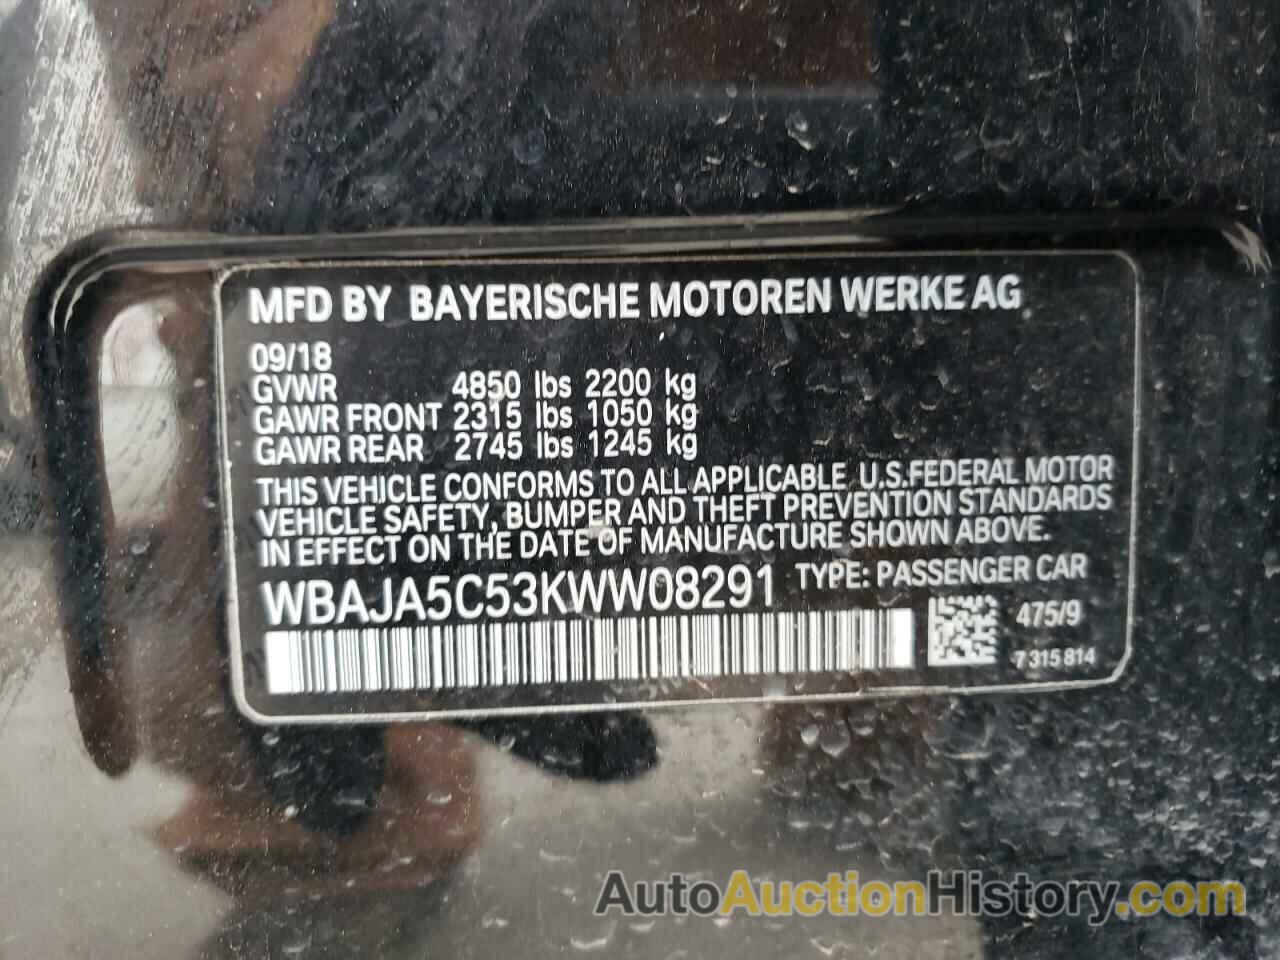 MFD BY BAYERISCHE MOTOREN WERKE AG
09/18
GVWR 4850 lbs 2200 kg
GAWR FRONT 2315 lbs 1050 kg
GAWR REAR 2745 lbs 1245 kg
THIS VEHICLE CONFORMS TO ALL APPLICABLE U.S.FEDERAL MOTOR
VEHICLE SAFETY, BUMPER AND THEFT PREVENTION STANDARDS
IN EFFECT ON THE DATE OF MANUFACTURE SHOWN ABOVE.
WBAJA5C53KWW08291 TYPE: PASSENGER CAR
475/9
7 315 814
AutoAuctionHistory.com